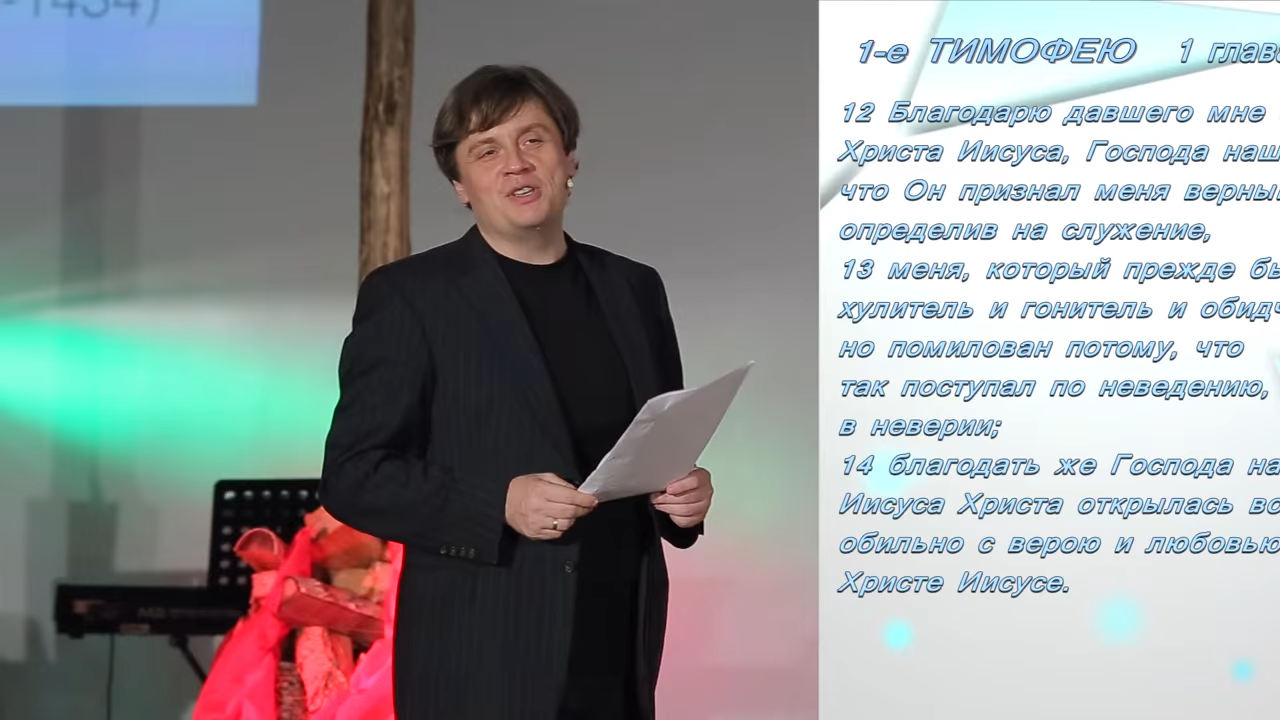 -1434)
1-е ТИМОФЕЮ 1 глав
12 Благодарю давшего мне
Христа Иисуса, Господа наш
что Он признал меня верны
определив на служение,
13 меня, который прежде бы
хулитель и гонитель и обидч
но помилован потому, что
так поступал по неведению,
в неверии;
14 благодать же Господа на
Иисуса Христа открылась во
обильно с верою и любовью
Христе Иисусе.